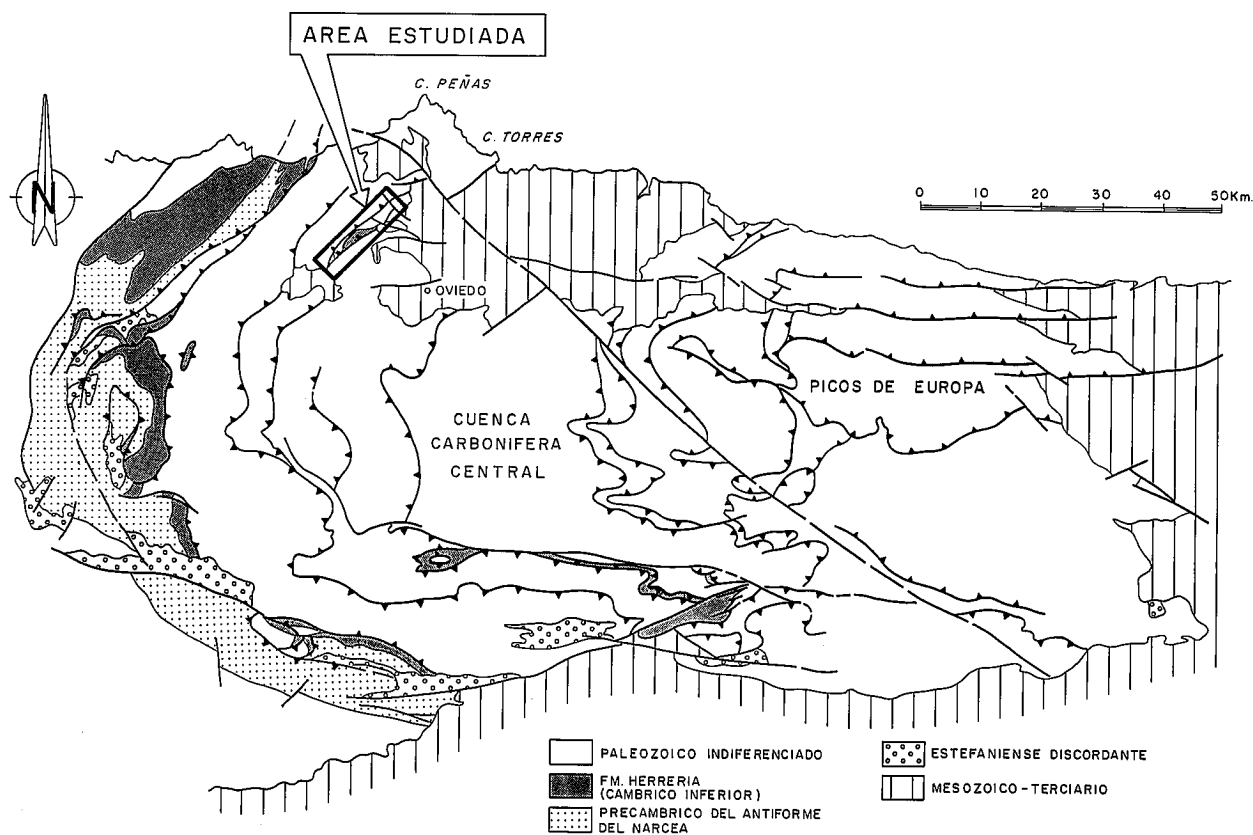 AREA ESTUDIADA
C. PEÑAS
C. TORRES
N
0 10 20 30 40 50Km.
OVIEDO
PICOS DE EUROPA
CUENCA
CARBONIFERA
CENTRAL
PALEOZOICO INDIFERENCIADO
FM. HERRERIA
(CAMBRICO INFERIOR)
PRECAMBRICO DEL ANTIFORME
DEL NARCEA
ESTEFANIENSE DISCORDANTE
MESOZOICO-TERCIARIO